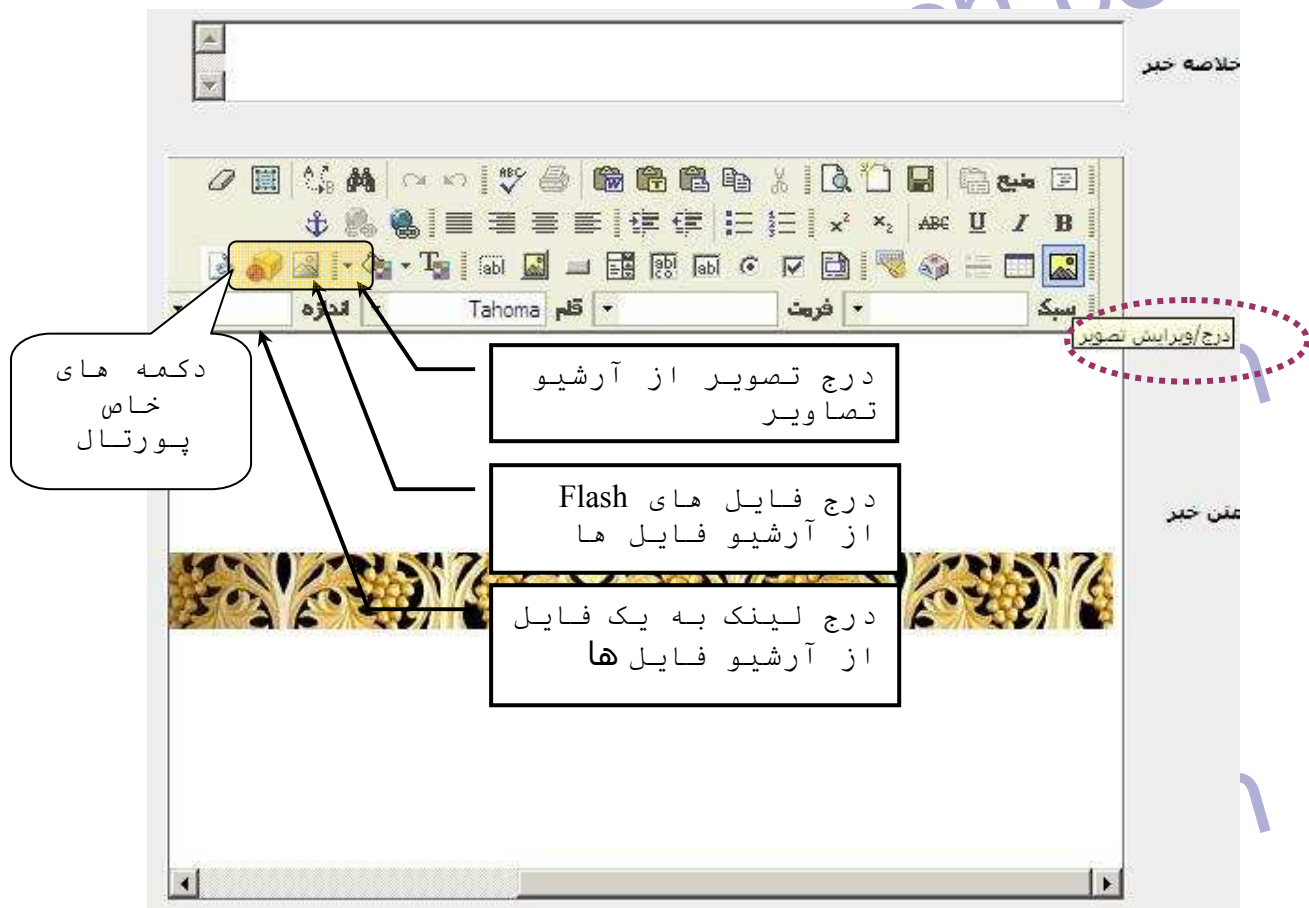 خلاصه خبر
منبع
سبک
فرمت
قلم
Tahoma
اندازه
درج/ویرایش تصویر
دکمه های
خاص
پورتال
درج تصویر از آرشیو
تصاویر
درج فایل های Flash
از آرشیو فایل ها
متن خبر
درج لینک به یک فایل
از آرشیو فایل ها